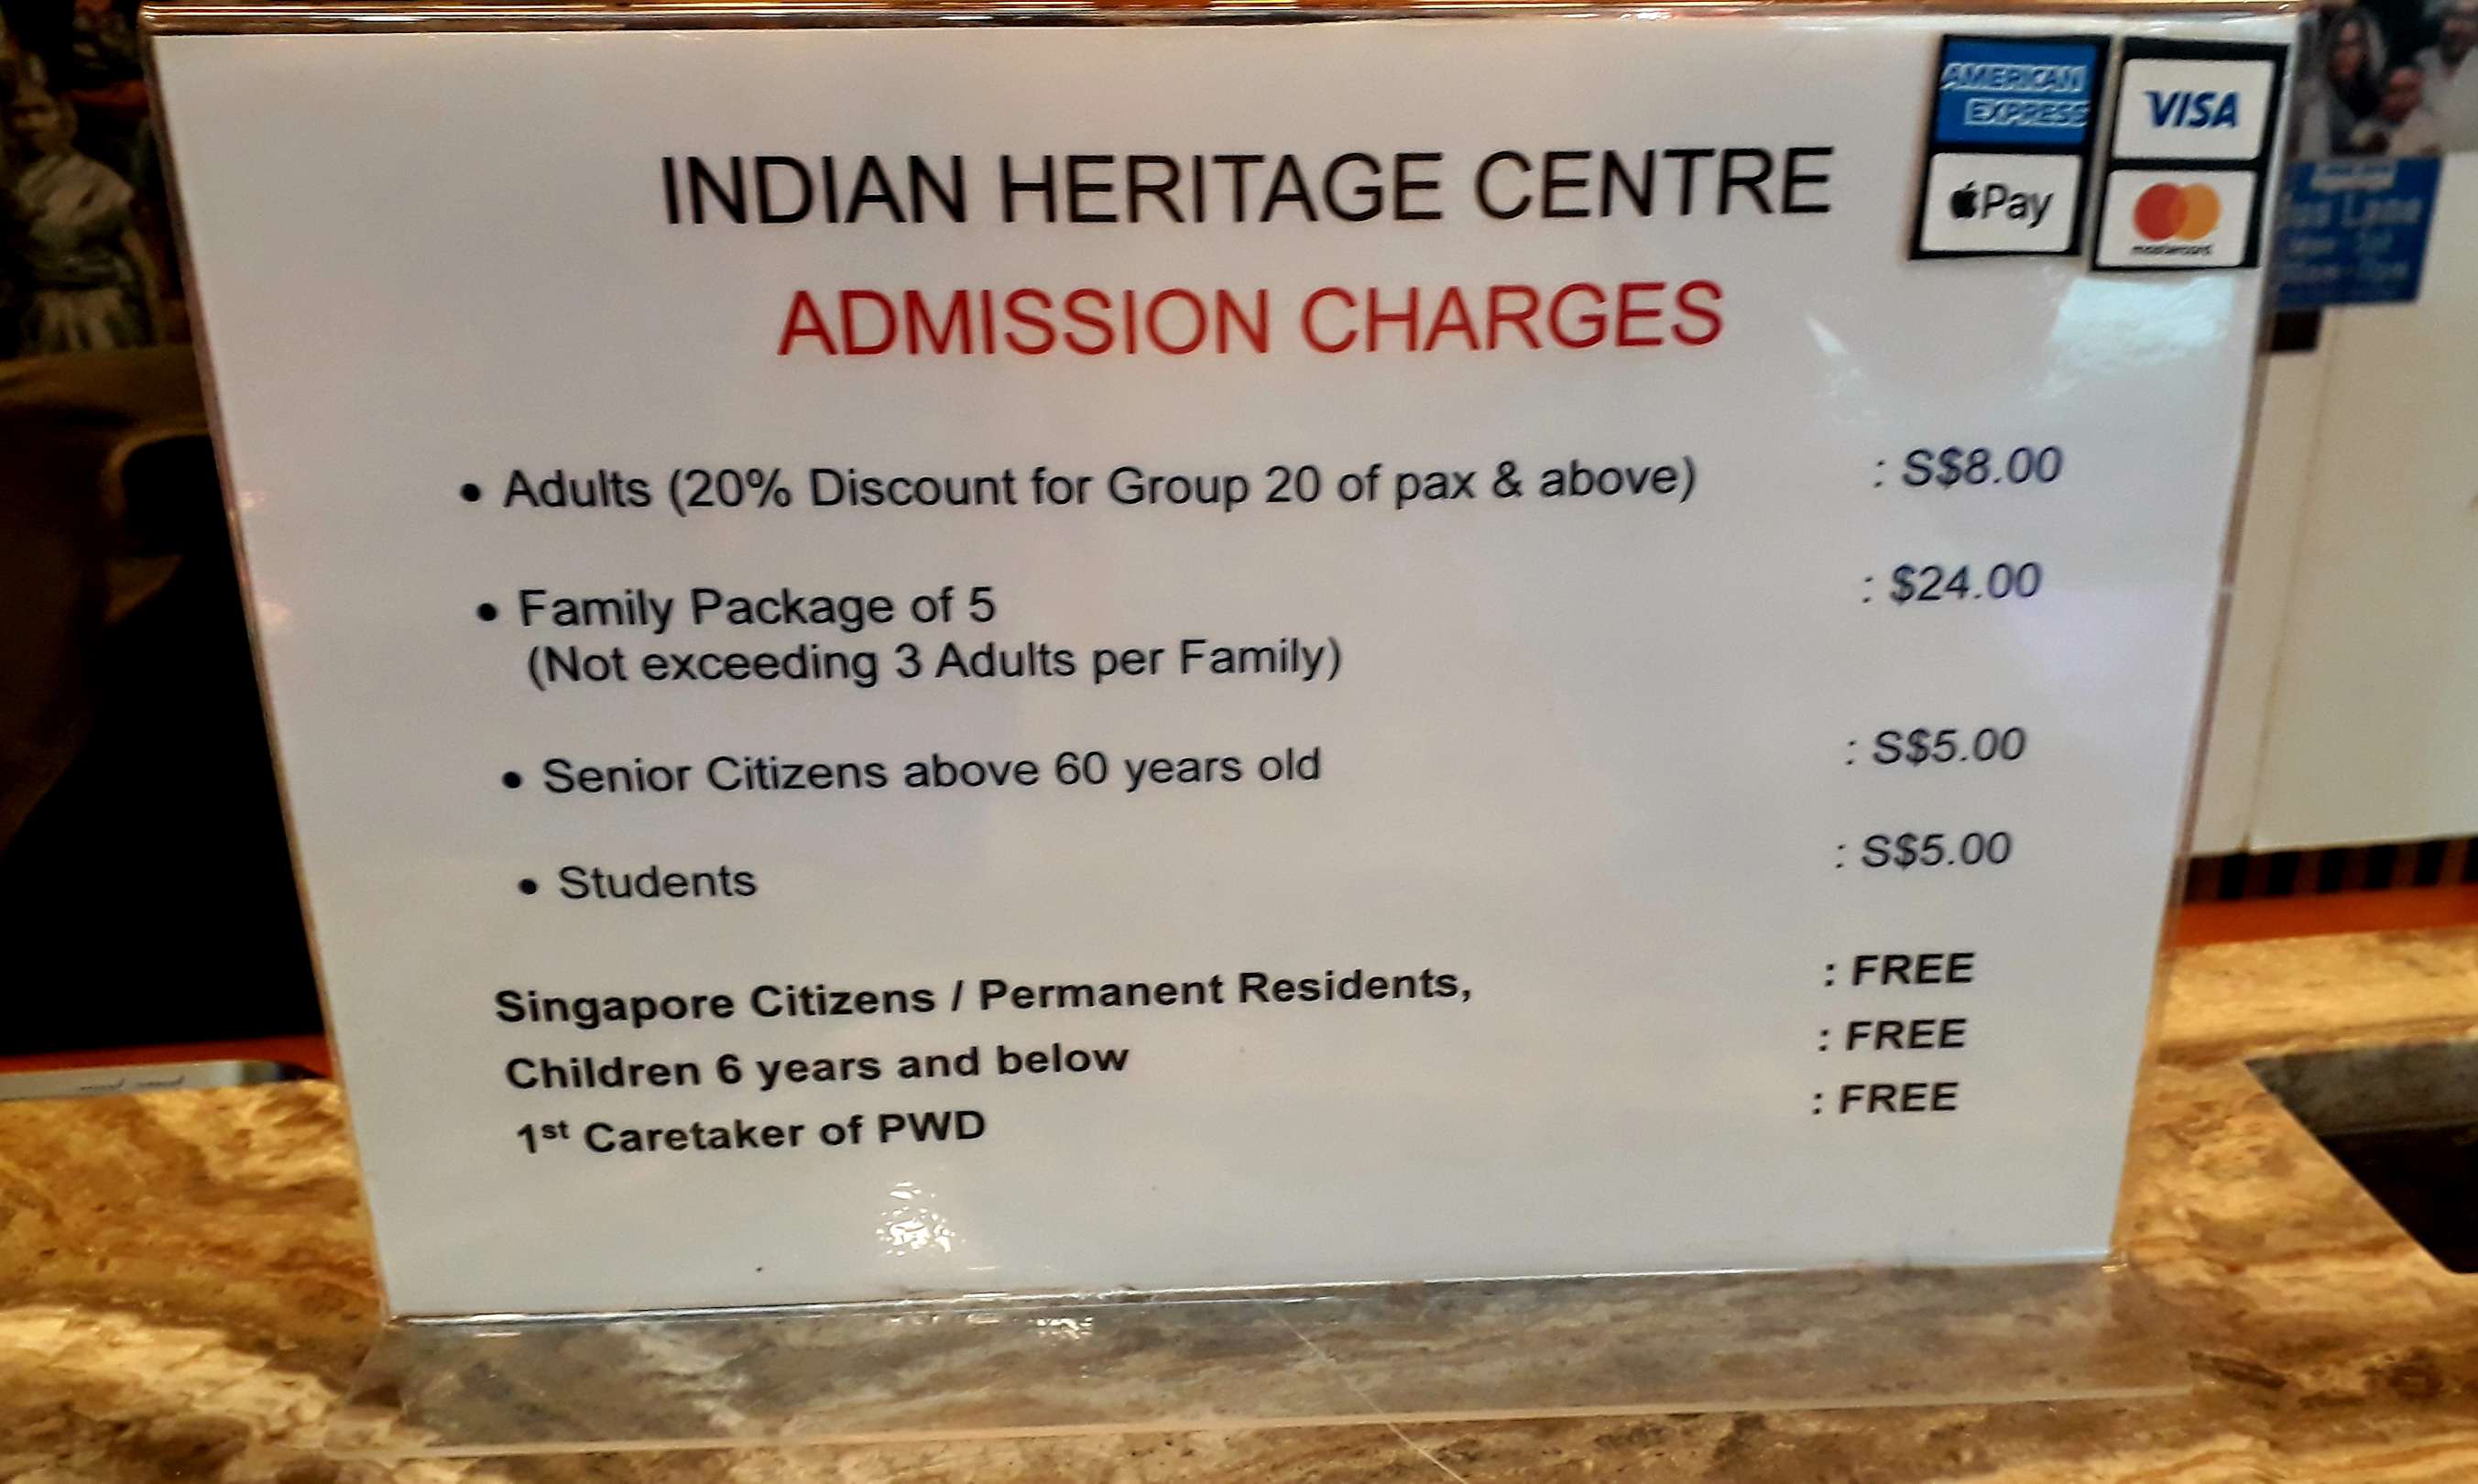 AMERICAN
EXPRESS
VISA
Pay
mastercard
INDIAN HERITAGE CENTRE
ADMISSION CHARGES
• Adults (20% Discount for Group 20 of pax & above) : S$8.00
• Family Package of 5 : $24.00
(Not exceeding 3 Adults per Family)
• Senior Citizens above 60 years old : S$5.00
• Students : S$5.00
Singapore Citizens / Permanent Residents, : FREE
Children 6 years and below : FREE
1st Caretaker of PWD : FREE
Lane